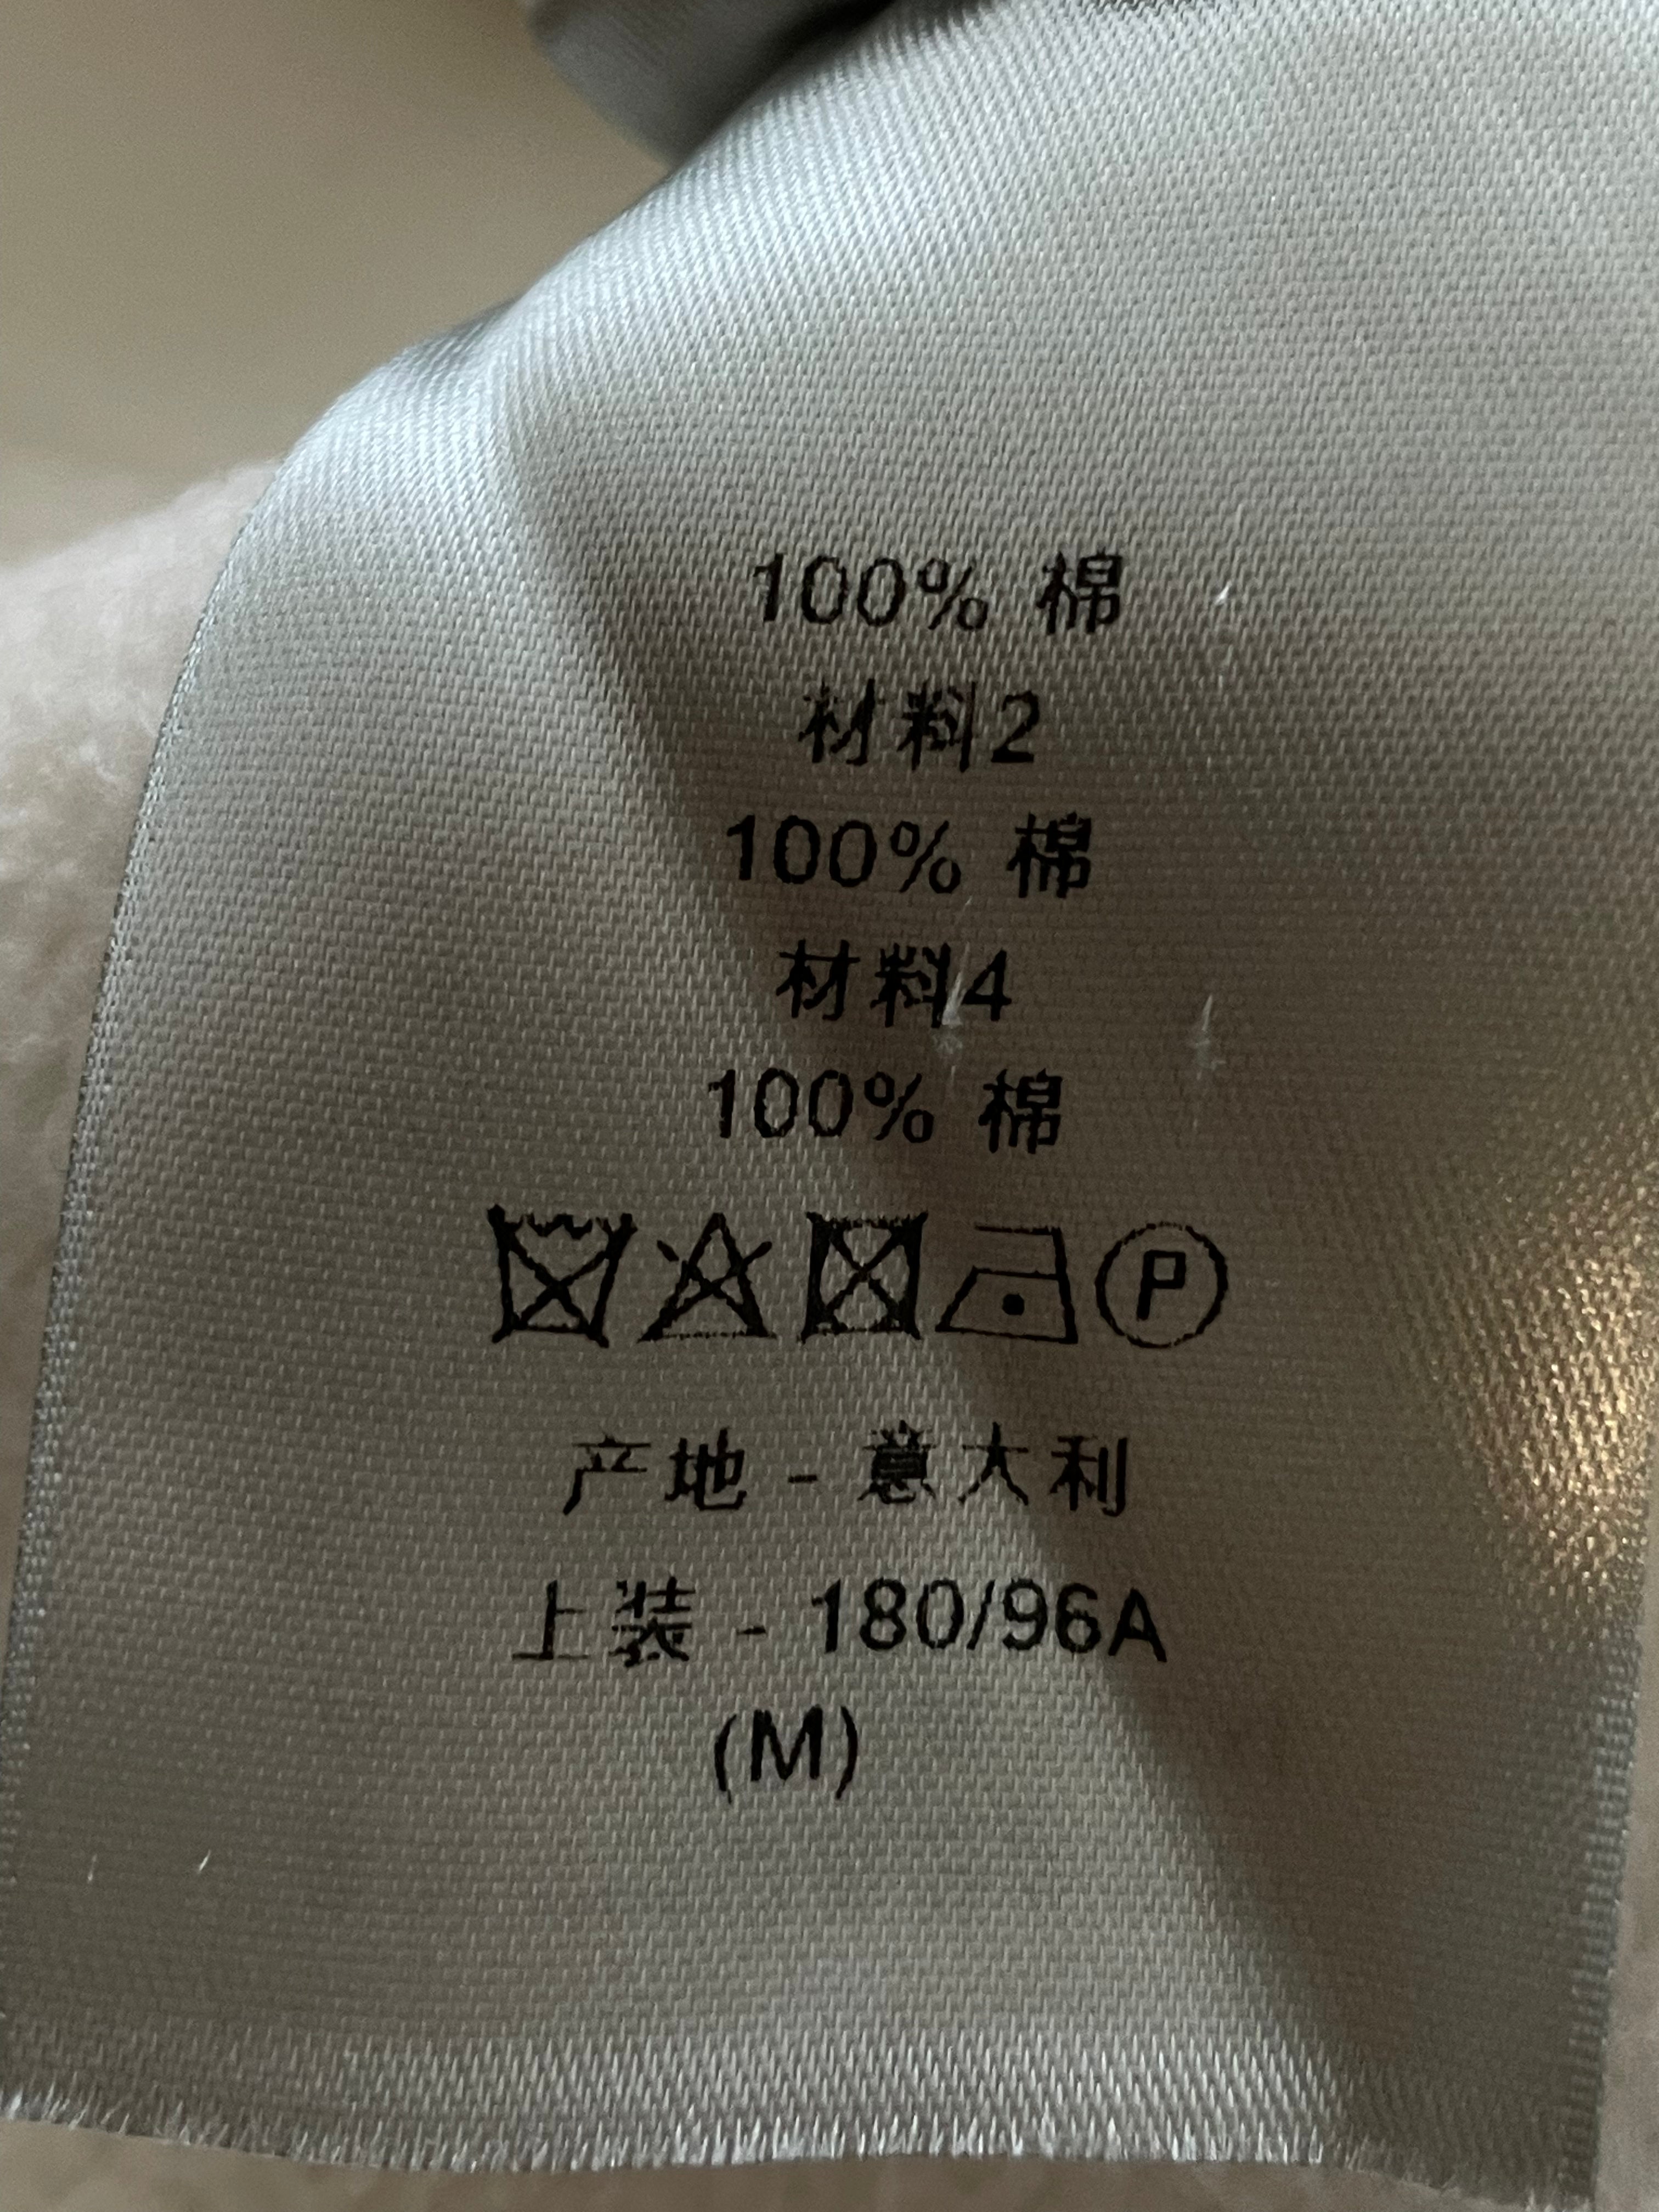 100% 棉
材料2
100% 棉
材料4
100% 棉
P
产地 - 意大利
上装 - 180/96A
(M)